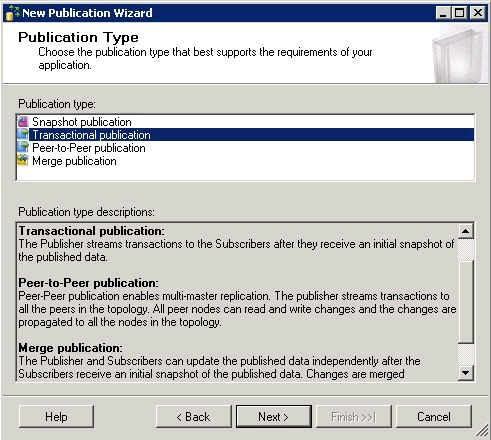 New Publication Wizard
Publication Type
Choose the publication type that best supports the requirements of your
application.
Publication type:
Snapshot publication
Transactional publication
Peer-to-Peer publication
Merge publication
Publication type descriptions:
Transactional publication:
The Publisher streams transactions to the Subscribers after they receive an initial snapshot of
the published data.
Peer-to-Peer publication:
Peer-Peer publication enables multi-master replication. The publisher streams transactions to
all the peers in the topology. All peer nodes can read and write changes and the changes are
propagated to all the nodes in the topology.
Merge publication:
The Publisher and Subscribers can update the published data independently after the
Subscribers receive an initial snapshot of the published data. Changes are merged
Help
< Back
Next >
Finish >>|
Cancel